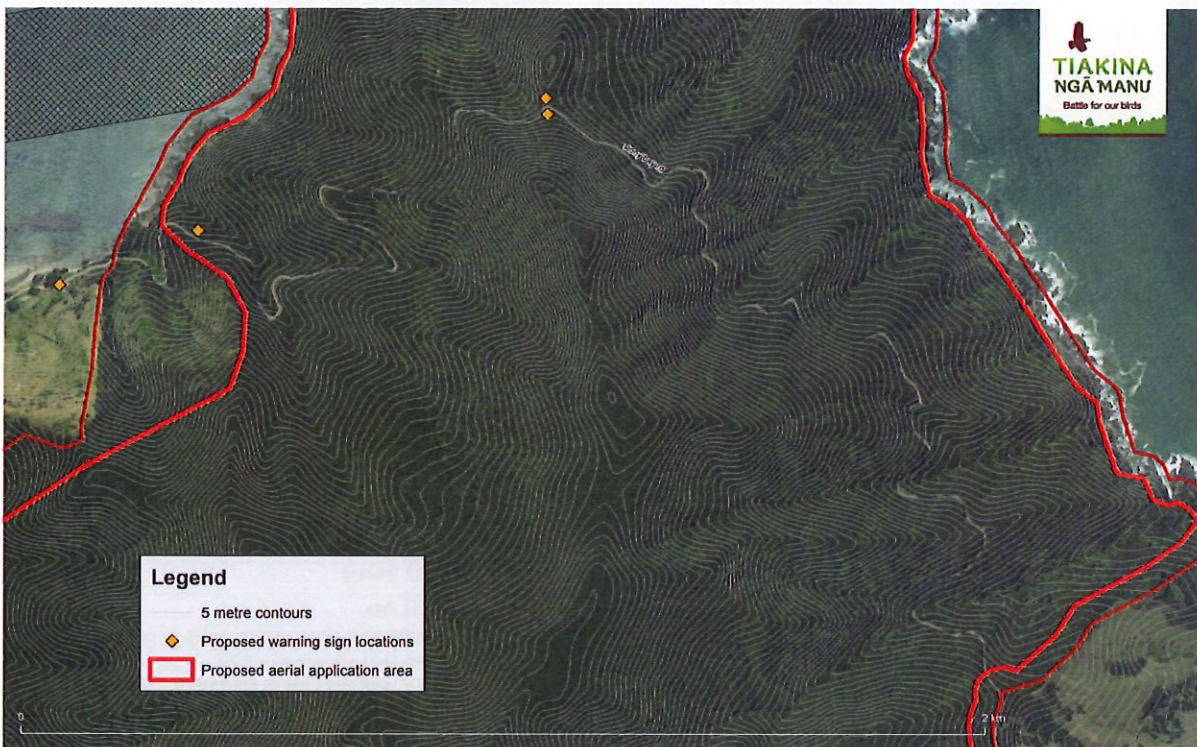 TIAKINA
NGĀ MANU
Battle for our birds
Legend
5 metre contours
Proposed warning sign locations
Proposed aerial application area
0
2 km